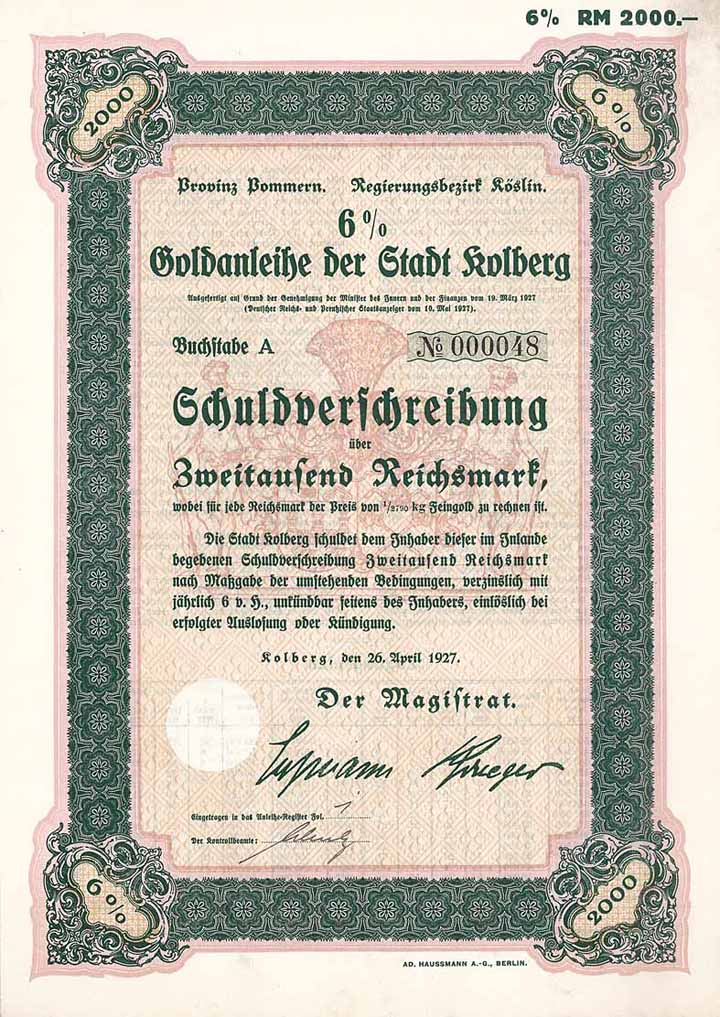 6% RM 2000.—
2000
6%
Provinz Pommern. Regierungsbezirk Köslin.
6%
Goldanleihe der Stadt Kolberg
Ausgefertigt auf Grund der Genehmigung der Minister des Innern und der Finanzen vom 19. März 1927
(Deutscher Reichs- und Preußischer Staatsanzeiger vom 10. Mai 1927).
Buchstabe A
№ 000048
Schuldverschreibung
über
Zweitausend Reichsmark,
wobei für jede Reichsmark der Preis von 1/2790 kg Feingold zu rechnen ist.
Die Stadt Kolberg schuldet dem Inhaber dieser im Inlande
begebenen Schuldverschreibung Zweitausend Reichsmark
nach Maßgabe der umstehenden Bedingungen, verzinslich mit
jährlich 6 v. H., unkündbar seitens des Inhabers, einlöslich bei
erfolgter Auslosung oder Kündigung.
Kolberg, den 26. April 1927.
Der Magistrat.
Eingetragen in das Anleihe-Register Fol. 1
Der Kontrollbeamte:
6%
2000
AD. HAUSSMANN A.-G., BERLIN.